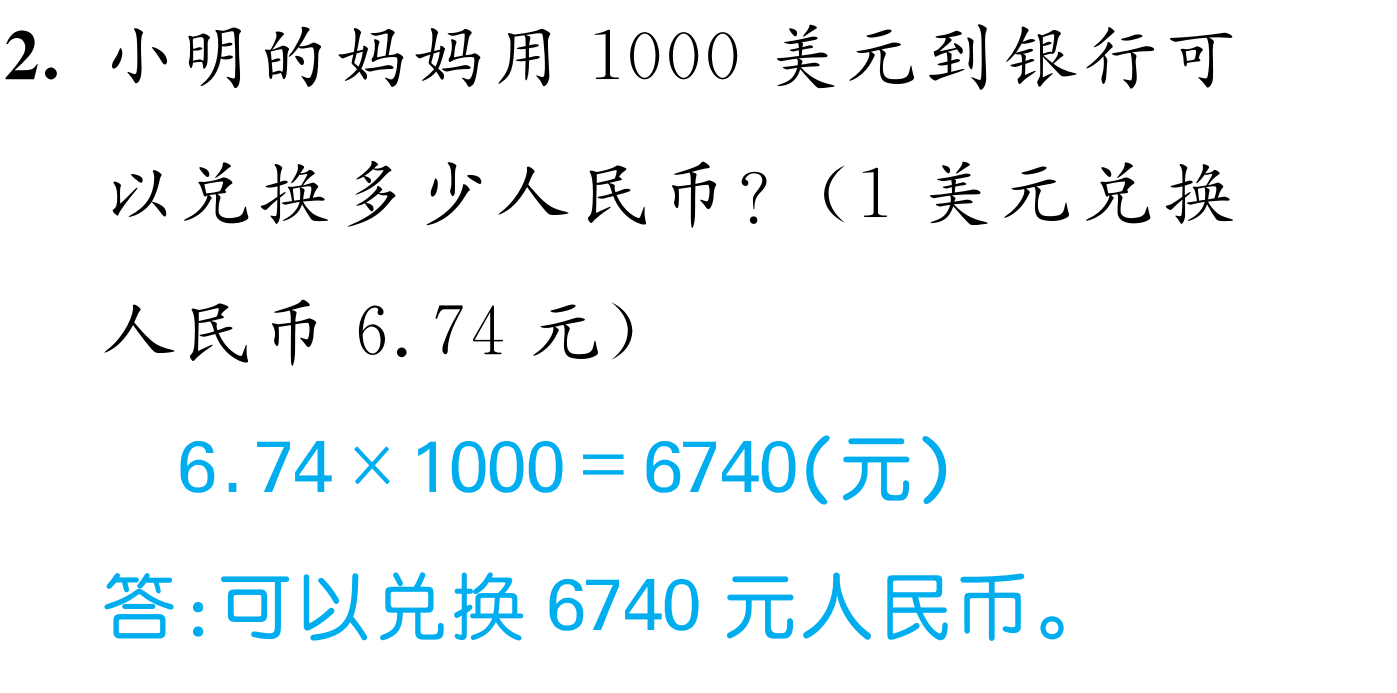 2. 小明的妈妈用 1000 美元到银行可
以兑换多少人民币?(1 美元兑换
人民币 6.74 元)
6.74×1000=6740(元)
答:可以兑换 6740 元人民币。